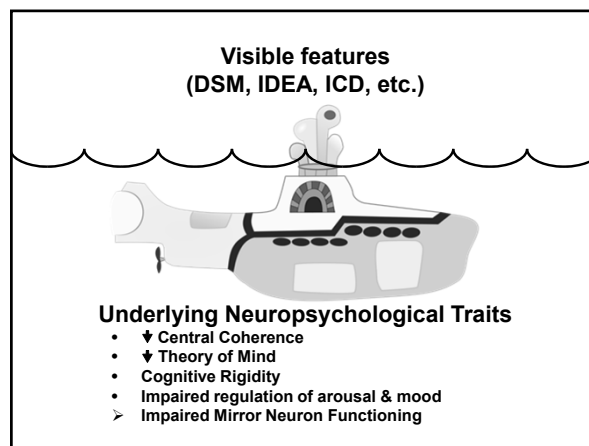 Visible features
(DSM, IDEA, ICD, etc.)
Underlying Neuropsychological Traits
• 🡇 Central Coherence
• 🡇 Theory of Mind
• Cognitive Rigidity
• Impaired regulation of arousal & mood
➢ Impaired Mirror Neuron Functioning